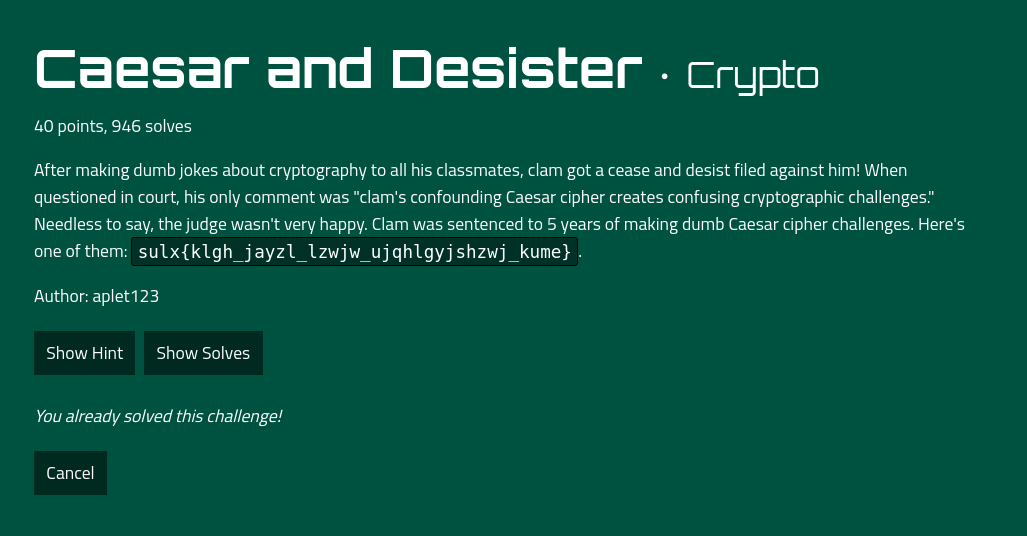 Caesar and Desister · Crypto
40 points, 946 solves
After making dumb jokes about cryptography to all his classmates, clam got a cease and desist filed against him! When
questioned in court, his only comment was "clam's confounding Caesar cipher creates confusing cryptographic challenges."
Needless to say, the judge wasn't very happy. Clam was sentenced to 5 years of making dumb Caesar cipher challenges. Here's
one of them: sulx{klgh_jayzl_lzwjw_ujqhlgyjshzwj_kume}.
Author: aplet123
Show Hint Show Solves
You already solved this challenge!
Cancel